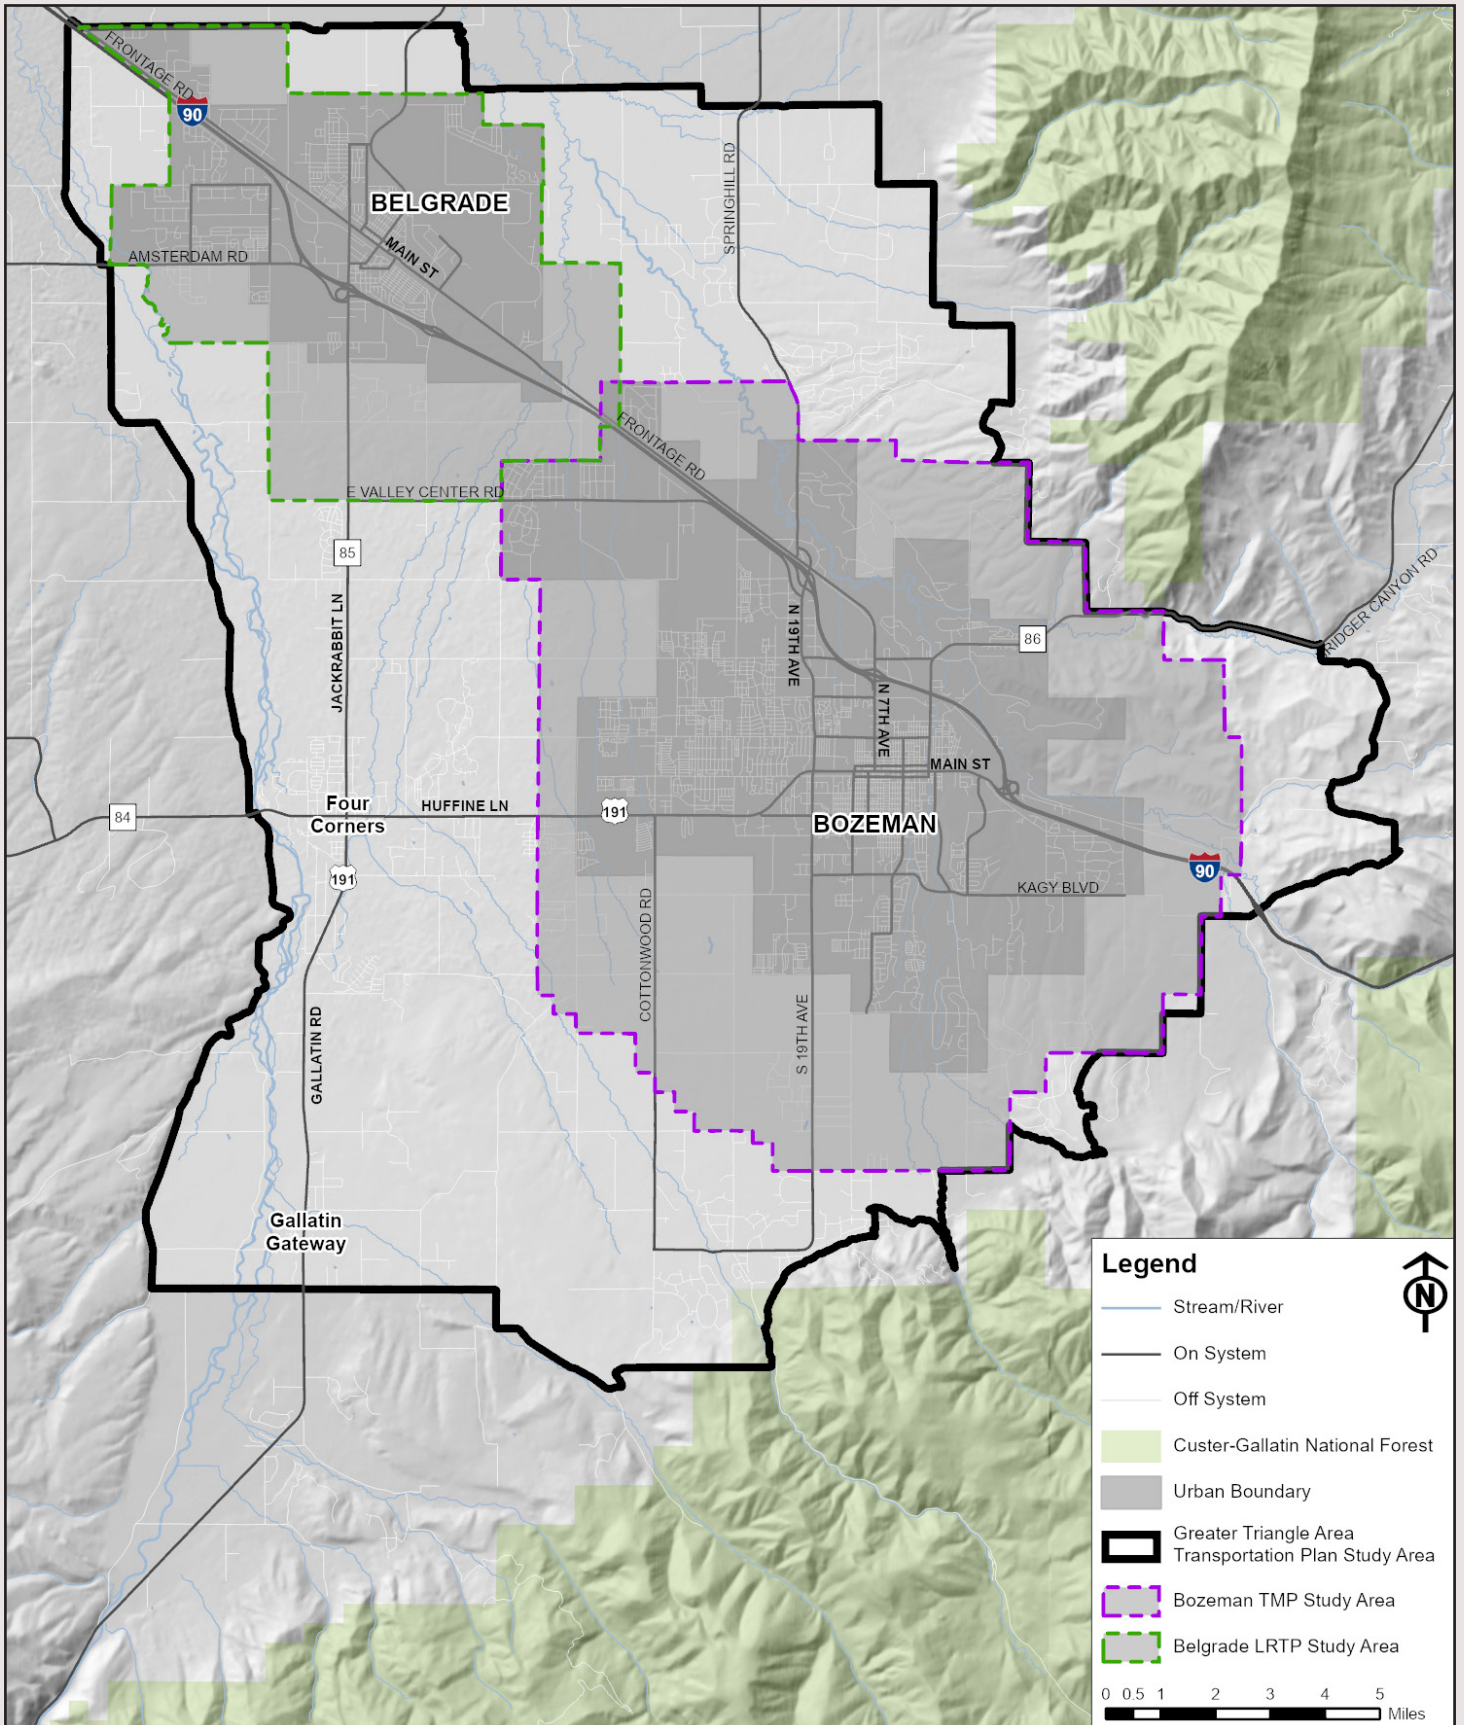 FRONTAGE RD
90
SPRINGHILL RD
BELGRADE
MAIN ST
AMSTERDAM RD
FRONTAGE RD
E VALLEY CENTER RD
85
JACKRABBIT LN
N 19TH AVE
86
RIDGER CANYON RD
N 7TH AVE
MAIN ST
84
Four
Corners
HUFFINE LN
191
BOZEMAN
191
90
KAGY BLVD
COTTONWOOD RD
S 19TH AVE
GALLATIN RD
Gallatin
Gateway
Legend
N
Stream/River
On System
Off System
Custer-Gallatin National Forest
Urban Boundary
Greater Triangle Area
Transportation Plan Study Area
Bozeman TMP Study Area
Belgrade LRTP Study Area
0 0.5 1 2 3 4 5
Miles